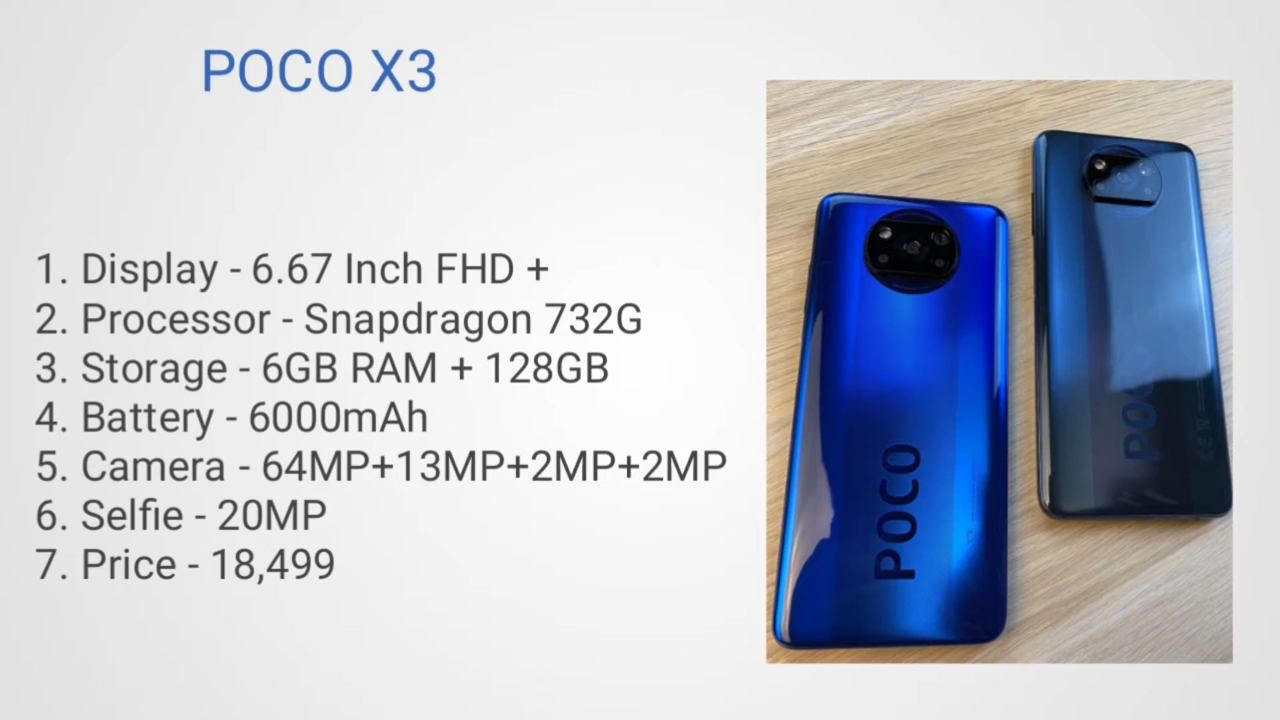 POCO X3
1. Display - 6.67 Inch FHD +
2. Processor - Snapdragon 732G
3. Storage - 6GB RAM + 128GB
4. Battery - 6000mAh
5. Camera - 64MP+13MP+2MP+2MP
6. Selfie - 20MP
7. Price - 18,499
POCO
POCO